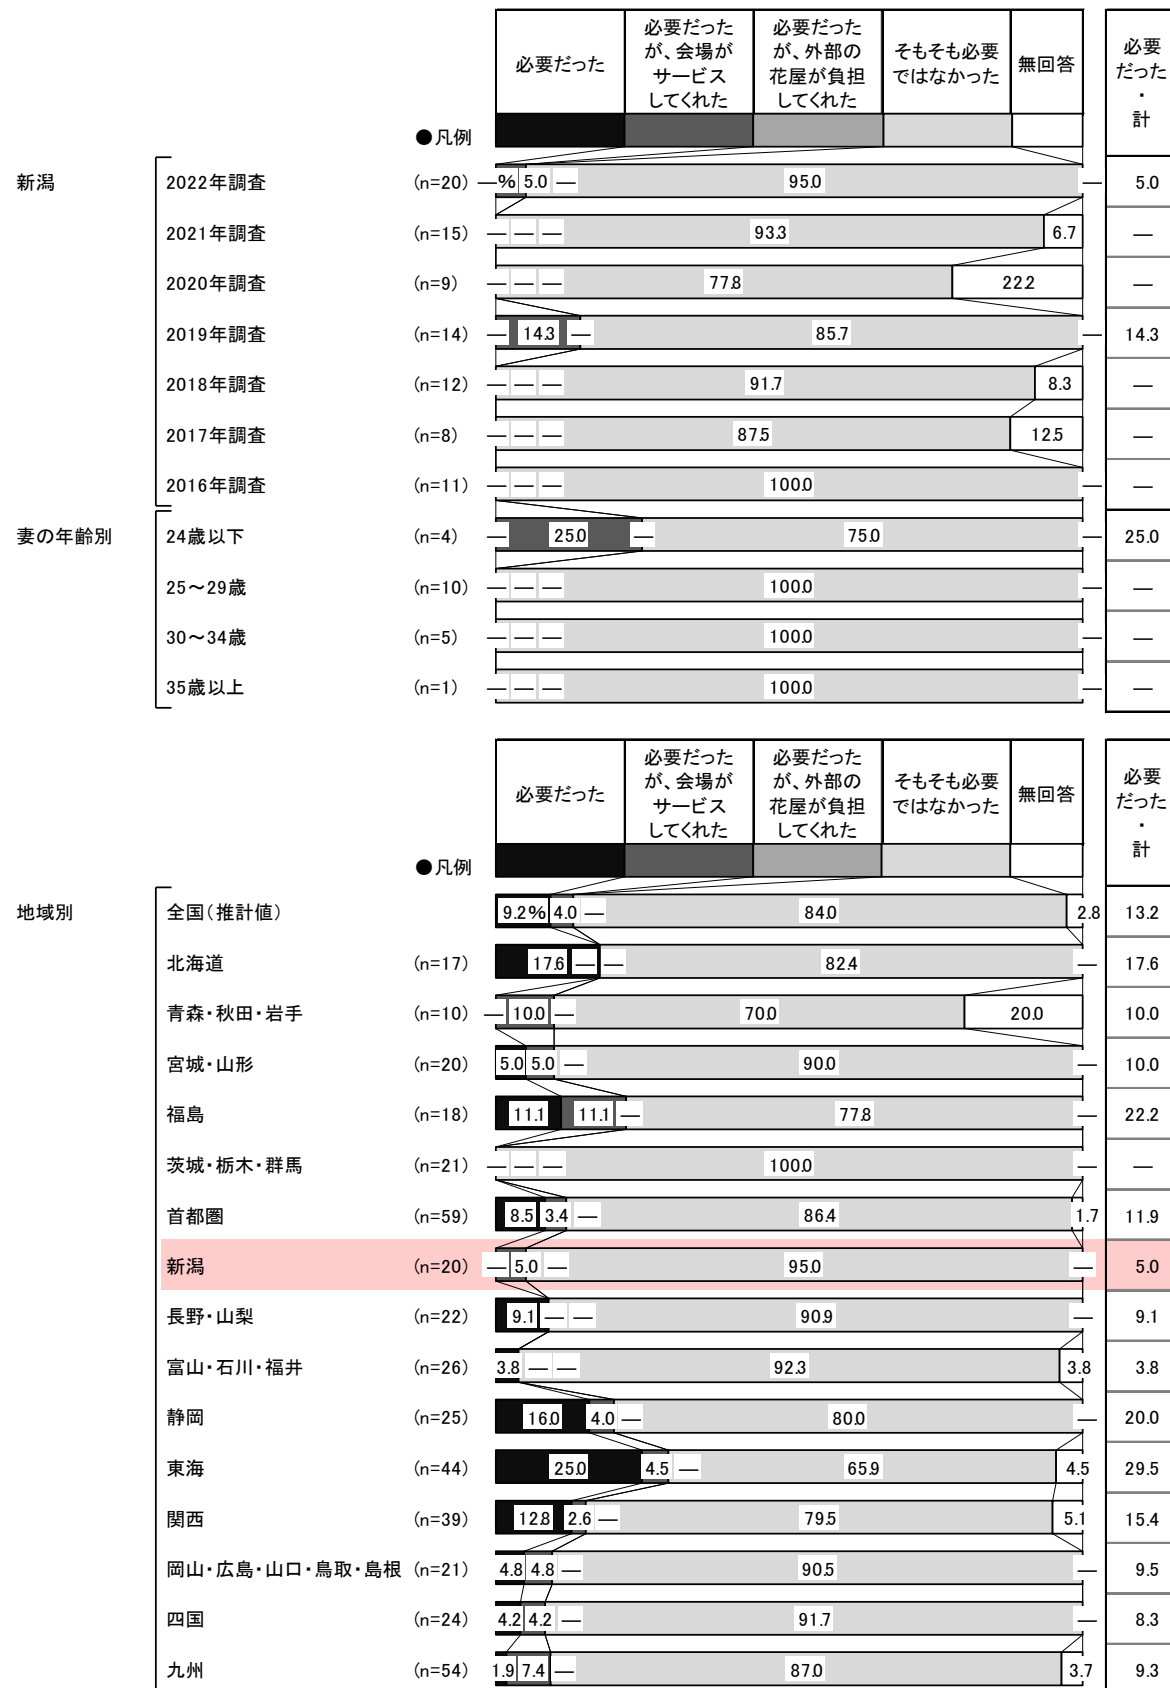 必要だった
必要だったが、会場がサービスしてくれた
必要だったが、外部の花屋が負担してくれた
そもそも必要ではなかった
無回答
必要だった・計
●凡例
新潟 2022年調査 (n=20) —% 5.0 — 95.0 — 5.0
2021年調査 (n=15) — — — 93.3 6.7 —
2020年調査 (n=9) — — — 77.8 22.2 —
2019年調査 (n=14) — 14.3 — 85.7 — 14.3
2018年調査 (n=12) — — — 91.7 8.3 —
2017年調査 (n=8) — — — 87.5 12.5 —
2016年調査 (n=11) — — — 100.0 — —
妻の年齢別 24歳以下 (n=4) — 25.0 — 75.0 — 25.0
25～29歳 (n=10) — — — 100.0 — —
30～34歳 (n=5) — — — 100.0 — —
35歳以上 (n=1) — — — 100.0 — —
必要だった
必要だったが、会場がサービスしてくれた
必要だったが、外部の花屋が負担してくれた
そもそも必要ではなかった
無回答
必要だった・計
●凡例
地域別 全国(推計値) 9.2% 4.0 — 84.0 2.8 13.2
北海道 (n=17) 17.6 — — 82.4 — 17.6
青森・秋田・岩手 (n=10) — 10.0 — 70.0 20.0 10.0
宮城・山形 (n=20) 5.0 5.0 — 90.0 — 10.0
福島 (n=18) 11.1 11.1 — 77.8 — 22.2
茨城・栃木・群馬 (n=21) — — — 100.0 — —
首都圏 (n=59) 8.5 3.4 — 86.4 1.7 11.9
新潟 (n=20) — 5.0 — 95.0 — 5.0
長野・山梨 (n=22) 9.1 — — 90.9 — 9.1
富山・石川・福井 (n=26) 3.8 — — 92.3 3.8 3.8
静岡 (n=25) 16.0 4.0 — 80.0 — 20.0
東海 (n=44) 25.0 4.5 — 65.9 4.5 29.5
関西 (n=39) 12.8 2.6 — 79.5 5.1 15.4
岡山・広島・山口・鳥取・島根 (n=21) 4.8 4.8 — 90.5 — 9.5
四国 (n=24) 4.2 4.2 — 91.7 — 8.3
九州 (n=54) 1.9 7.4 — 87.0 3.7 9.3